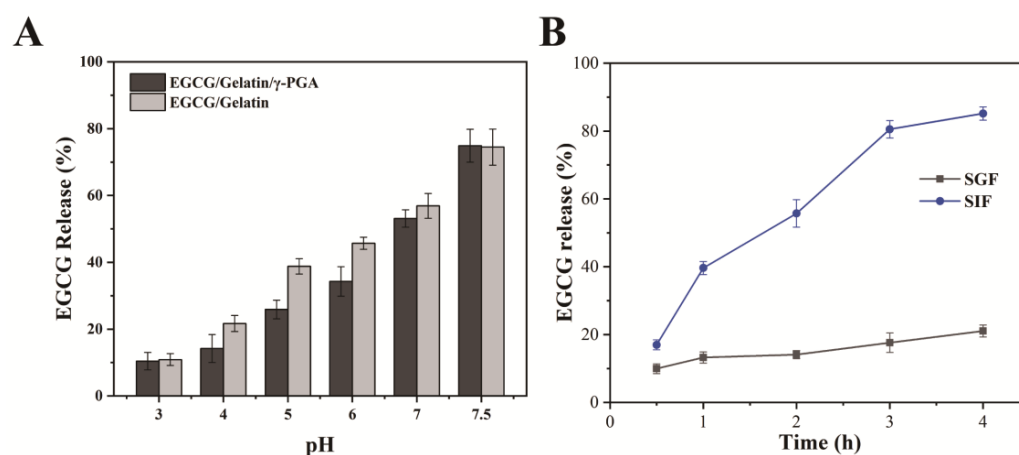 A
EGCG Release (%)
100
80
60
40
20
0
EGCG/Gelatin/γ-PGA
EGCG/Gelatin
3 4 5 6 7 7.5
pH
B
EGCG release (%)
100
80
60
40
20
0
SGF
SIF
0 1 2 3 4
Time (h)